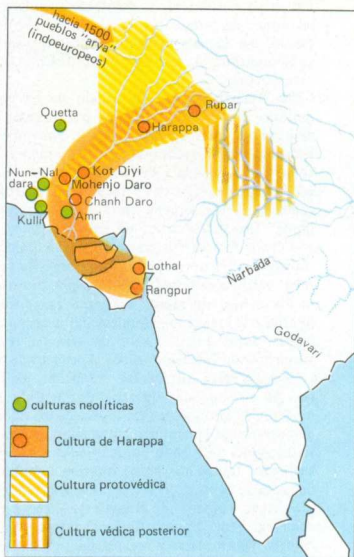 hacia 1500
pueblos "arya"
(indoeuropeos)
Rupar
Quetta
Harappa
Nun-
dara
Nal
Kot Diyi
Mohenjo Daro
Chanh Daro
Kulli
Amri
Lothal
Narbada
Rangpur
Godavari
culturas neolíticas
Cultura de Harappa
Cultura protovédica
Cultura védica posterior